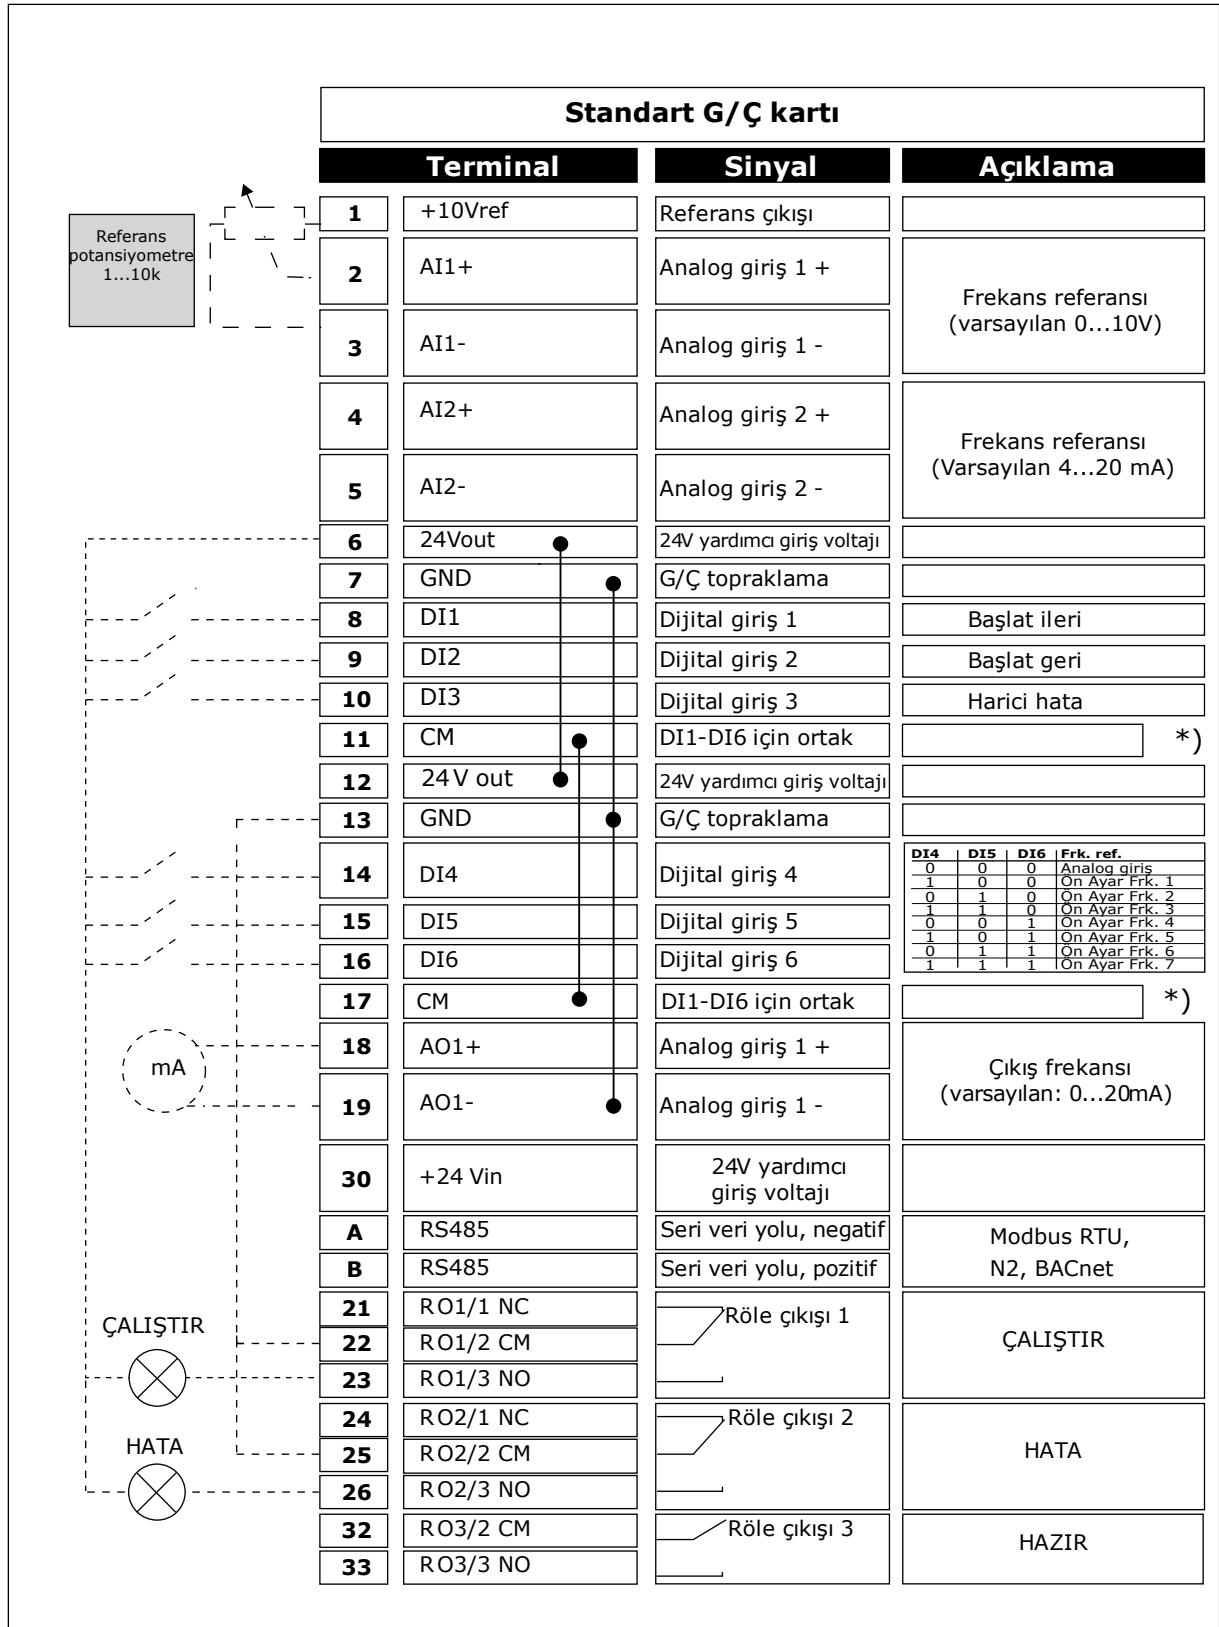 Standart G/Ç kartı
Terminal Sinyal Açıklama
Referans
potansiyometre
1...10k
1 +10Vref Referans çıkışı
2 AI1+ Analog giriş 1 +
Frekans referansı
(varsayılan 0...10V)
3 AI1- Analog giriş 1 -
4 AI2+ Analog giriş 2 +
Frekans referansı
(Varsayılan 4...20 mA)
5 AI2- Analog giriş 2 -
6 24Vout 24V yardımcı giriş voltajı
7 GND G/Ç topraklama
8 DI1 Dijital giriş 1 Başlat ileri
9 DI2 Dijital giriş 2 Başlat geri
10 DI3 Dijital giriş 3 Harici hata
11 CM DI1-DI6 için ortak *)
12 24V out 24V yardımcı giriş voltajı
13 GND G/Ç topraklama
14 DI4 Dijital giriş 4
15 DI5 Dijital giriş 5
16 DI6 Dijital giriş 6
DI4 DI5 DI6 Frk. ref.
0 0 0 Analog giriş
1 0 0 Ön Ayar Frk. 1
0 1 0 Ön Ayar Frk. 2
1 1 0 Ön Ayar Frk. 3
0 0 1 Ön Ayar Frk. 4
1 0 1 Ön Ayar Frk. 5
0 1 1 Ön Ayar Frk. 6
1 1 1 Ön Ayar Frk. 7
17 CM DI1-DI6 için ortak *)
mA
18 AO1+ Analog giriş 1 +
Çıkış frekansı
(varsayılan: 0...20mA)
19 AO1- Analog giriş 1 -
30 +24 Vin 24V yardımcı
giriş voltajı
A RS485 Seri veri yolu, negatif
B RS485 Seri veri yolu, pozitif
Modbus RTU,
N2, BACnet
21 RO1/1 NC Röle çıkışı 1
ÇALIŞTIR
22 RO1/2 CM ÇALIŞTIR
23 RO1/3 NO
24 RO2/1 NC Röle çıkışı 2
HATA
25 RO2/2 CM HATA
26 RO2/3 NO
32 RO3/2 CM Röle çıkışı 3
HAZIR
33 RO3/3 NO